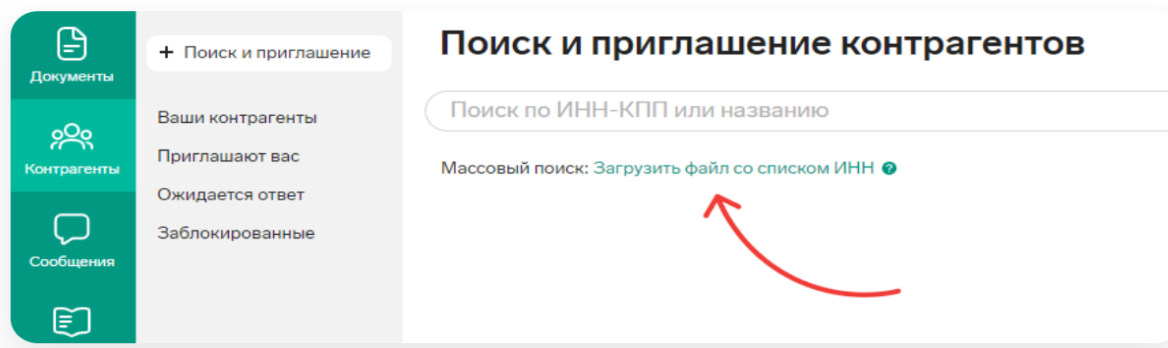 Документы
Контрагенты
Сообщения
+ Поиск и приглашение
Ваши контрагенты
Приглашают вас
Ожидается ответ
Заблокированные
Поиск и приглашение контрагентов
Поиск по ИНН-КПП или названию
Массовый поиск: Загрузить файл со списком ИНН ?